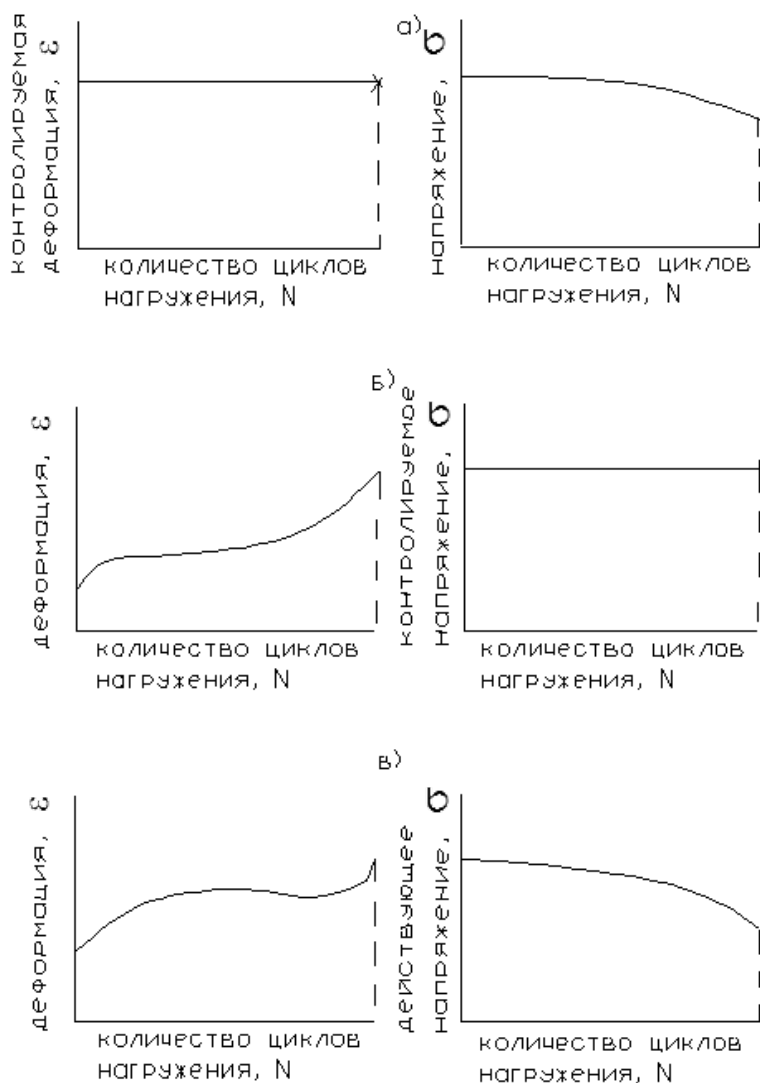 а)
контролируемая
деформация, ε
количество циклов
нагружения, N
напряжение, σ
количество циклов
нагружения, N
Б)
деформация, ε
количество циклов
нагружения, N
контролируемое
напряжение, σ
количество циклов
нагружения, N
в)
деформация, ε
количество циклов
нагружения, N
действующее
напряжение, σ
количество циклов
нагружения, N